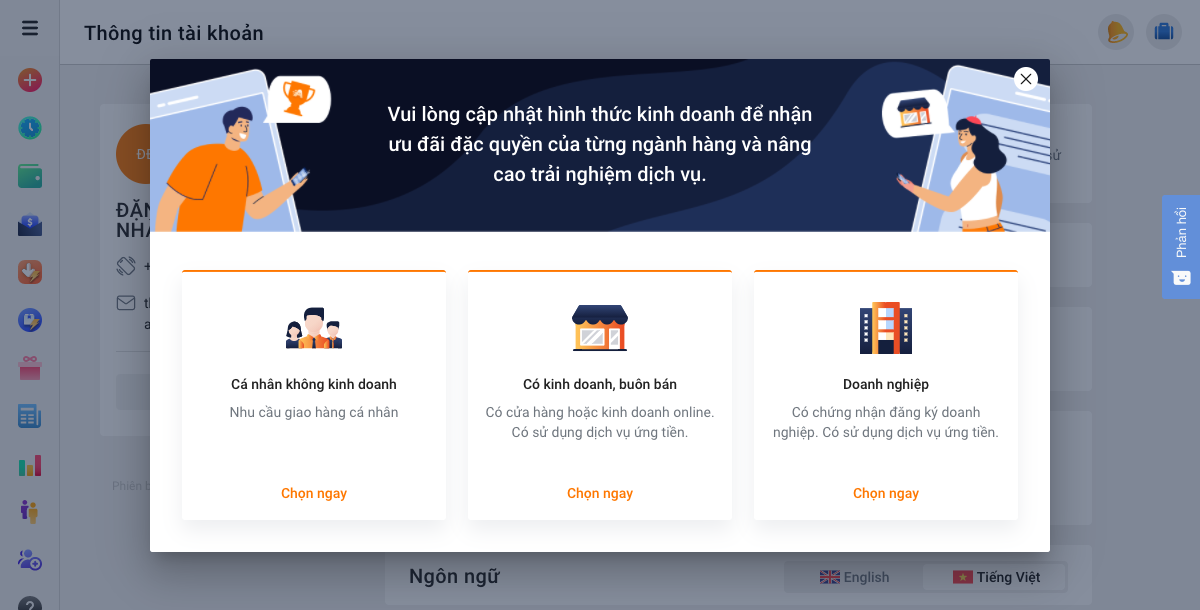 Thông tin tài khoản
Vui lòng cập nhật hình thức kinh doanh để nhận
ưu đãi đặc quyền của từng ngành hàng và nâng
cao trải nghiệm dịch vụ.
Phản hồi
Cá nhân không kinh doanh
Nhu cầu giao hàng cá nhân
Chọn ngay
Có kinh doanh, buôn bán
Có cửa hàng hoặc kinh doanh online.
Có sử dụng dịch vụ ứng tiền.
Chọn ngay
Doanh nghiệp
Có chứng nhận đăng ký doanh
nghiệp. Có sử dụng dịch vụ ứng tiền.
Chọn ngay
Phiên
Ngôn ngữ
English
Tiếng Việt